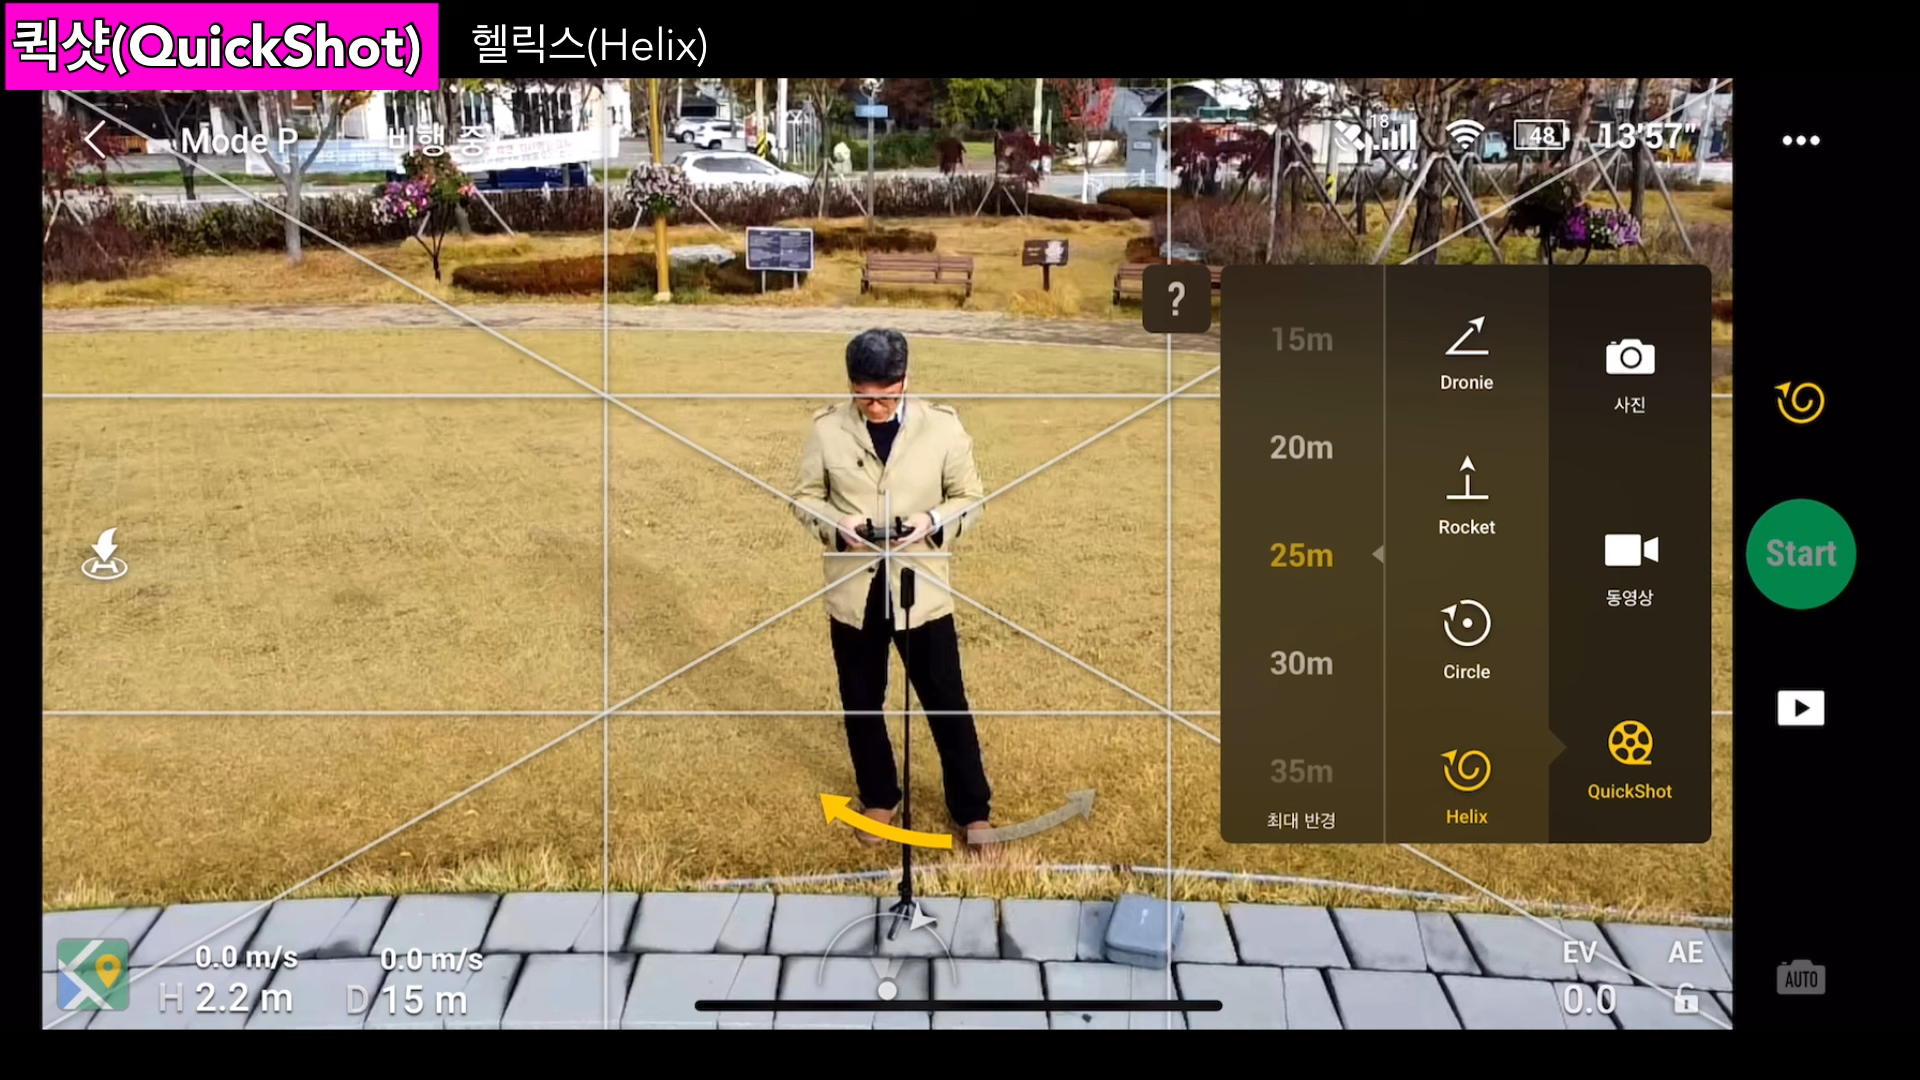 퀵샷(QuickShot)
헬릭스(Helix)
Mode P
비행 중
18
48
13'57"
?
15m
20m
25m
30m
35m
최대 반경
Dronie
Rocket
Circle
Helix
사진
동영상
QuickShot
Start
0.0 m/s
0.0 m/s
H 2.2 m
D 15 m
EV
0.0
AE
AUTO